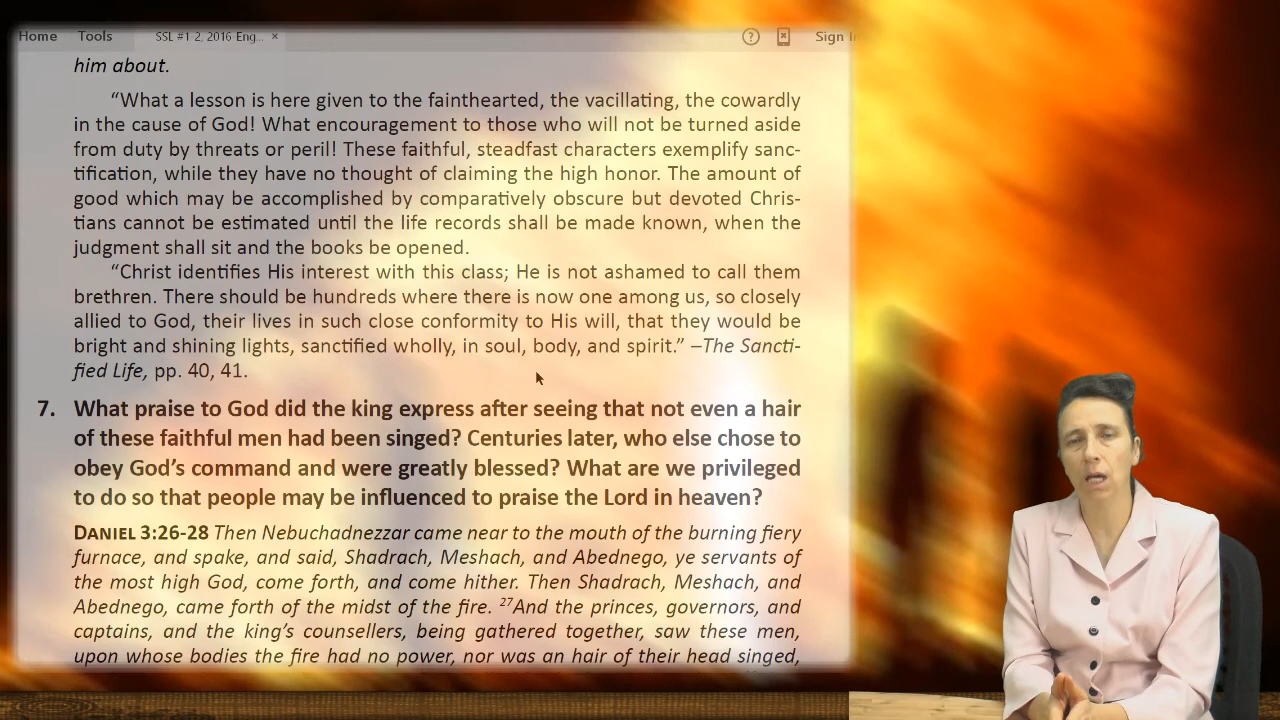 Home Tools SSL #1 2, 2016 Eng... × Sign I
him about.
“What a lesson is here given to the fainthearted, the vacillating, the cowardly
in the cause of God! What encouragement to those who will not be turned aside
from duty by threats or peril! These faithful, steadfast characters exemplify sanc-
tification, while they have no thought of claiming the high honor. The amount of
good which may be accomplished by comparatively obscure but devoted Chris-
tians cannot be estimated until the life records shall be made known, when the
judgment shall sit and the books be opened.
“Christ identifies His interest with this class; He is not ashamed to call them
brethren. There should be hundreds where there is now one among us, so closely
allied to God, their lives in such close conformity to His will, that they would be
bright and shining lights, sanctified wholly, in soul, body, and spirit.” –The Sancti-
fied Life, pp. 40, 41.
7. What praise to God did the king express after seeing that not even a hair
of these faithful men had been singed? Centuries later, who else chose to
obey God’s command and were greatly blessed? What are we privileged
to do so that people may be influenced to praise the Lord in heaven?
DANIEL 3:26-28 Then Nebuchadnezzar came near to the mouth of the burning fiery
furnace, and spake, and said, Shadrach, Meshach, and Abednego, ye servants of
the most high God, come forth, and come hither. Then Shadrach, Meshach, and
Abednego, came forth of the midst of the fire. 27And the princes, governors, and
captains, and the king’s counsellers, being gathered together, saw these men,
upon whose bodies the fire had no power, nor was an hair of their head singed,